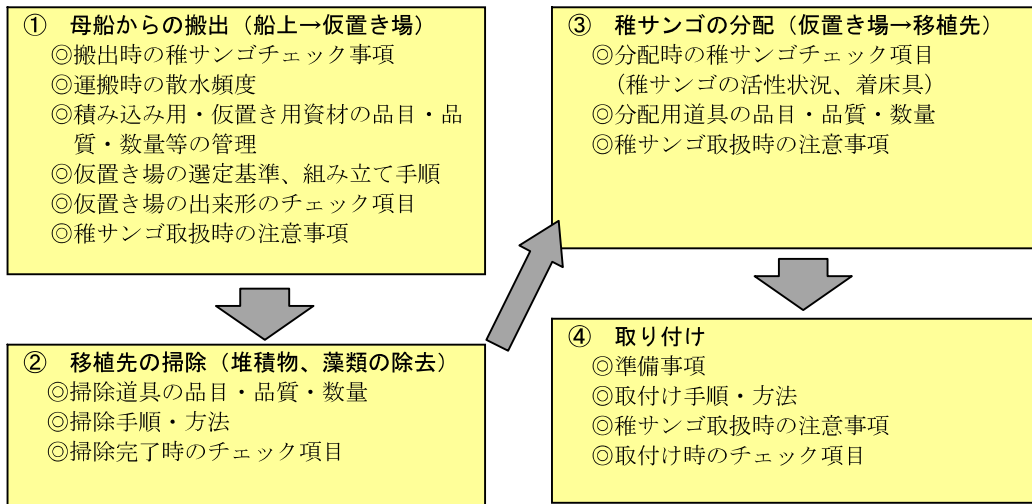 ① 母船からの搬出（船上→仮置き場）
◎搬出時の稚サンゴチェック事項
◎運搬時の散水頻度
◎積み込み用・仮置き用資材の品目・品
質・数量等の管理
◎仮置き場の選定基準、組み立て手順
◎仮置き場の出来形のチェック項目
◎稚サンゴ取扱時の注意事項
② 移植先の掃除（堆積物、藻類の除去）
◎掃除道具の品目・品質・数量
◎掃除手順・方法
◎掃除完了時のチェック項目
③ 稚サンゴの分配（仮置き場→移植先）
◎分配時の稚サンゴチェック項目
（稚サンゴの活性状況、着床具）
◎分配用道具の品目・品質・数量
◎稚サンゴ取扱時の注意事項
④ 取り付け
◎準備事項
◎取付け手順・方法
◎稚サンゴ取扱時の注意事項
◎取付け時のチェック項目